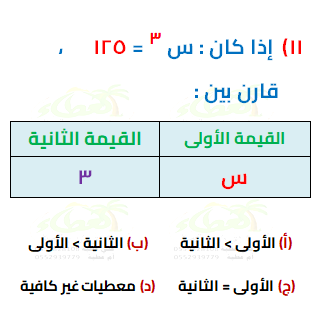 ١١) إذا كان : س ٣ = ١٢٥ ،
قارن بين :
القيمة الأولى القيمة الثانية
س ٣
(أ) الأولى > الثانية (ب) الثانية > الأولى
(ج) الأولى = الثانية (د) معطيات غير كافية